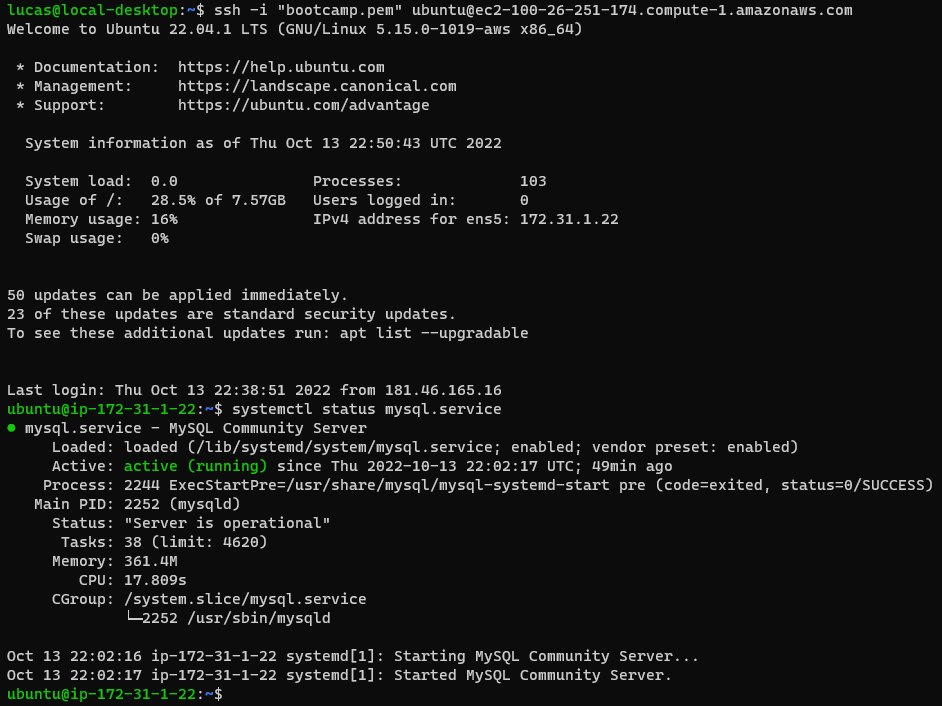 lucas@local-desktop:~$ ssh -i "bootcamp.pem" ubuntu@ec2-100-26-251-174.compute-1.amazonaws.com
Welcome to Ubuntu 22.04.1 LTS (GNU/Linux 5.15.0-1019-aws x86_64)
* Documentation:  https://help.ubuntu.com
* Management:     https://landscape.canonical.com
* Support:        https://ubuntu.com/advantage
System information as of Thu Oct 13 22:50:43 UTC 2022
System load:  0.0               Processes:             103
Usage of /:   28.5% of 7.57GB   Users logged in:       0
Memory usage: 16%               IPv4 address for ens5: 172.31.1.22
Swap usage:   0%
50 updates can be applied immediately.
23 of these updates are standard security updates.
To see these additional updates run: apt list --upgradable
Last login: Thu Oct 13 22:38:51 2022 from 181.46.165.16
ubuntu@ip-172-31-1-22:~$ systemctl status mysql.service
● mysql.service - MySQL Community Server
Loaded: loaded (/lib/systemd/system/mysql.service; enabled; vendor preset: enabled)
Active: active (running) since Thu 2022-10-13 22:02:17 UTC; 49min ago
Process: 2244 ExecStartPre=/usr/share/mysql/mysql-systemd-start pre (code=exited, status=0/SUCCESS)
Main PID: 2252 (mysqld)
Status: "Server is operational"
Tasks: 38 (limit: 4620)
Memory: 361.4M
CPU: 17.809s
CGroup: /system.slice/mysql.service
└─2252 /usr/sbin/mysqld
Oct 13 22:02:16 ip-172-31-1-22 systemd[1]: Starting MySQL Community Server...
Oct 13 22:02:17 ip-172-31-1-22 systemd[1]: Started MySQL Community Server.
ubuntu@ip-172-31-1-22:~$